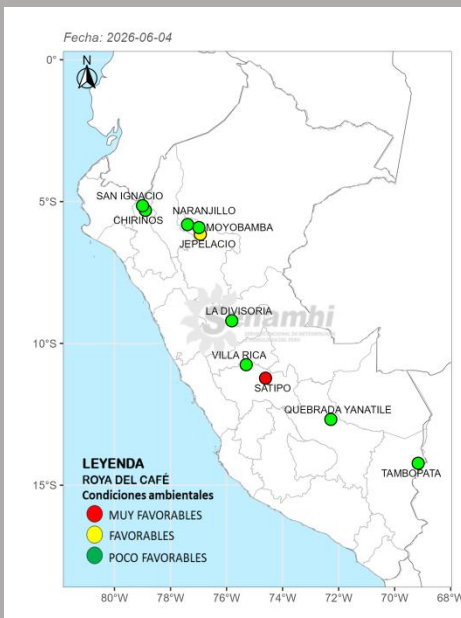 Fecha: 2026-06-04
N
0°
SAN IGNACIO
CHIRINOS
NARANJILLO
MOYOBAMBA
JEPELACIO
5°S
LA DIVISORIA
Senamhi
10°S
VILLA RICA
SATIPO
QUEBRADA YANATILE
TAMBOPATA
15°S
LEYENDA
ROYA DEL CAFÉ
Condiciones ambientales
MUY FAVORABLES
FAVORABLES
POCO FAVORABLES
80°W 78°W 76°W 74°W 72°W 70°W 68°W